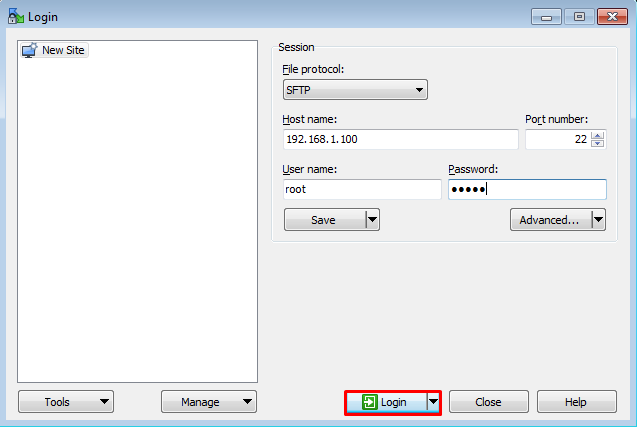 Login
New Site
Session
File protocol:
SFTP
Host name:
Port number:
192.168.1.100
22
User name:
Password:
root
•••••
Save
Advanced...
Tools
Manage
Login
Close
Help